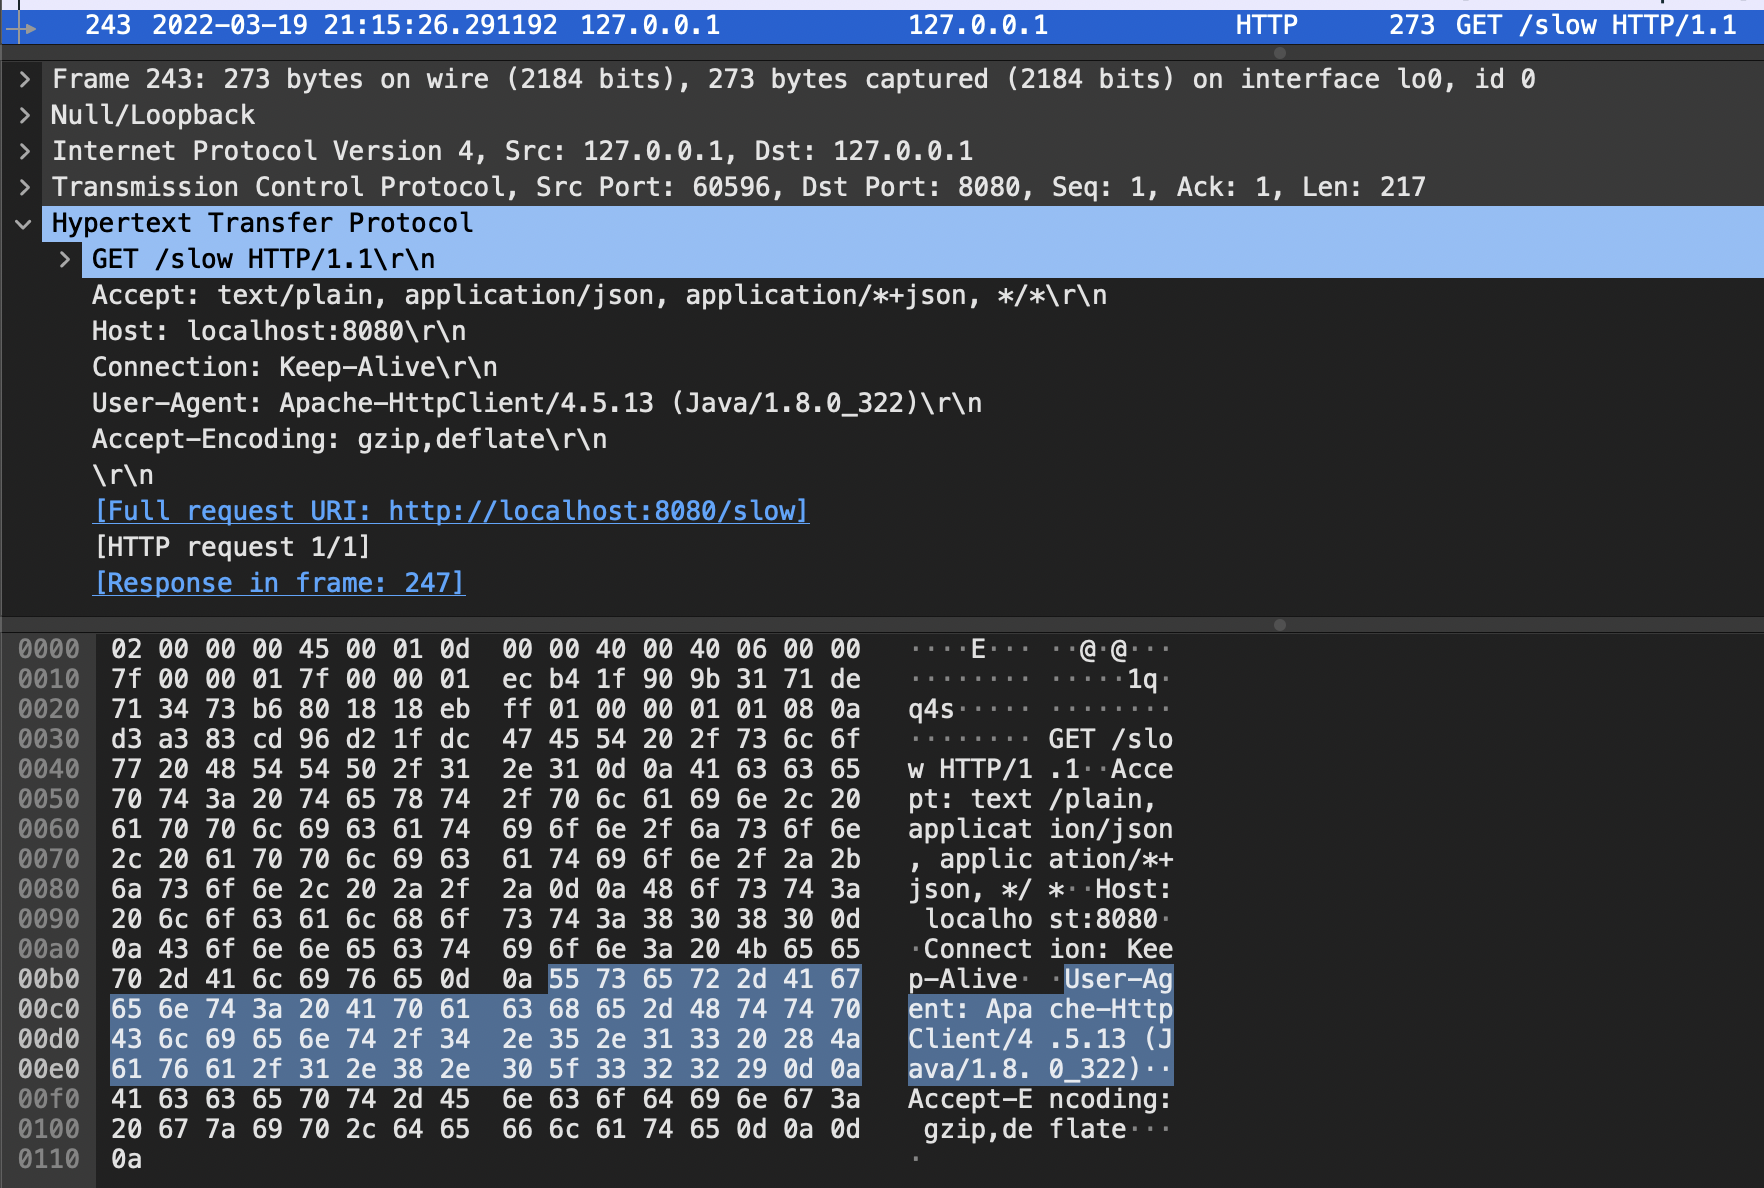 243 2022-03-19 21:15:26.291192 127.0.0.1 127.0.0.1 HTTP 273 GET /slow HTTP/1.1
Frame 243: 273 bytes on wire (2184 bits), 273 bytes captured (2184 bits) on interface lo0, id 0
Null/Loopback
Internet Protocol Version 4, Src: 127.0.0.1, Dst: 127.0.0.1
Transmission Control Protocol, Src Port: 60596, Dst Port: 8080, Seq: 1, Ack: 1, Len: 217
Hypertext Transfer Protocol
GET /slow HTTP/1.1\r\n
Accept: text/plain, application/json, application/*+json, */*\r\n
Host: localhost:8080\r\n
Connection: Keep-Alive\r\n
User-Agent: Apache-HttpClient/4.5.13 (Java/1.8.0_322)\r\n
Accept-Encoding: gzip,deflate\r\n
\r\n
[Full request URI: http://localhost:8080/slow]
[HTTP request 1/1]
[Response in frame: 247]
0000 02 00 00 00 45 00 01 0d 00 00 40 00 40 06 00 00 ····E··· ··@·@···
0010 7f 00 00 01 7f 00 00 01 ec b4 1f 90 9b 31 71 de ········ ·····1q·
0020 71 34 73 b6 80 18 18 eb ff 01 00 00 01 01 08 0a q4s····· ········
0030 d3 a3 83 cd 96 d2 1f dc 47 45 54 20 2f 73 6c 6f ········ GET /slo
0040 77 20 48 54 54 50 2f 31 2e 31 0d 0a 41 63 63 65 w HTTP/1 .1··Acce
0050 70 74 3a 20 74 65 78 74 2f 70 6c 61 69 6e 2c 20 pt: text /plain,
0060 61 70 70 6c 69 63 61 74 69 6f 6e 2f 6a 73 6f 6e applicat ion/json
0070 2c 20 61 70 70 6c 69 63 61 74 69 6f 6e 2f 2a 2b , applic ation/*+
0080 6a 73 6f 6e 2c 20 2a 2f 2a 0d 0a 48 6f 73 74 3a json, */ *··Host:
0090 20 6c 6f 63 61 6c 68 6f 73 74 3a 38 30 38 30 0d localho st:8080·
00a0 0a 43 6f 6e 6e 65 63 74 69 6f 6e 3a 20 4b 65 65 ·Connect ion: Kee
00b0 70 2d 41 6c 69 76 65 0d 0a 55 73 65 72 2d 41 67 p-Alive· ·User-Ag
00c0 65 6e 74 3a 20 41 70 61 63 68 65 2d 48 74 74 70 ent: Apa che-Http
00d0 43 6c 69 65 6e 74 2f 34 2e 35 2e 31 33 20 28 4a Client/4 .5.13 (J
00e0 61 76 61 2f 31 2e 38 2e 30 5f 33 32 32 29 0d 0a ava/1.8. 0_322)··
00f0 41 63 63 65 70 74 2d 45 6e 63 6f 64 69 6e 67 3a Accept-E ncoding:
0100 20 67 7a 69 70 2c 64 65 66 6c 61 74 65 0d 0a 0d gzip,de flate···
0110 0a ·